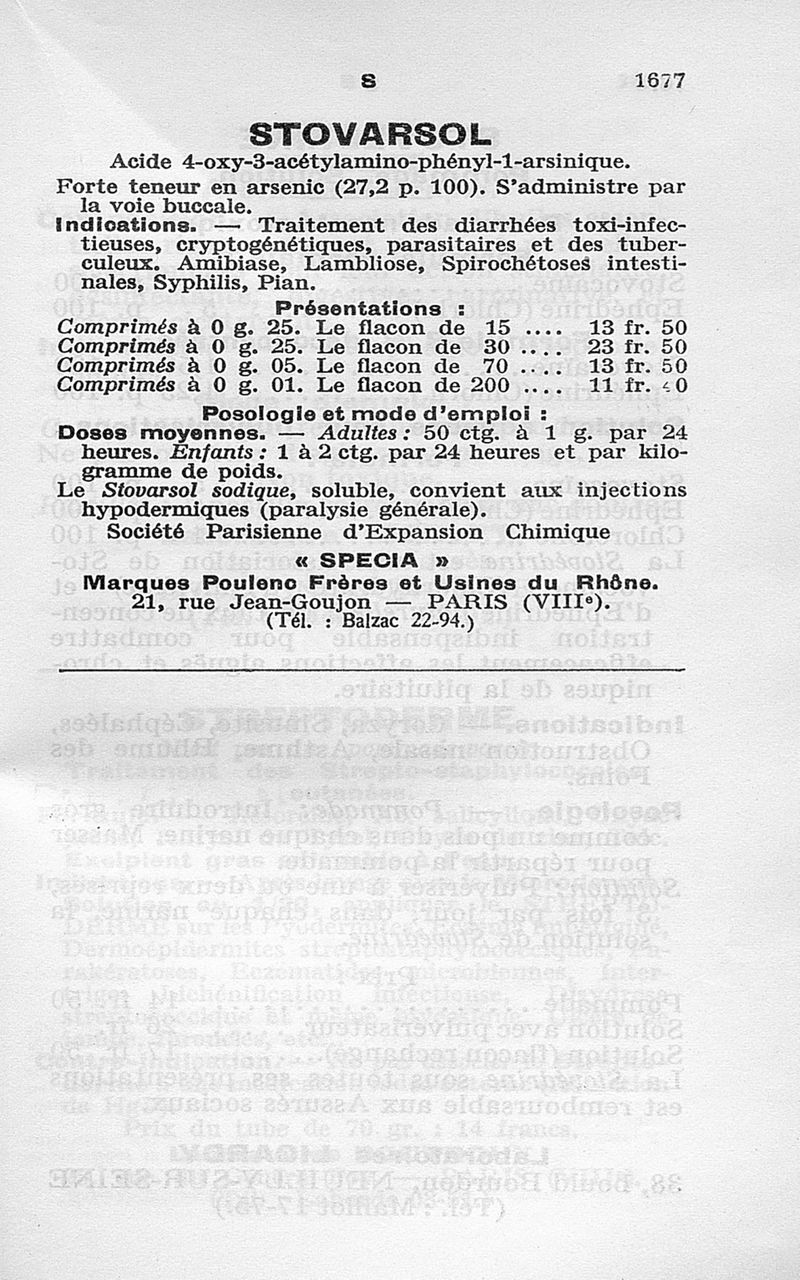 S 1677
STOVARSOL
Acide 4-oxy-3-acétylamino-phényl-1-arsinique.
Forte teneur en arsenic (27,2 p. 100). S'administre par
la voie buccale.
Indications. — Traitement des diarrhées toxi-infec-
tieuses, cryptogénétiques, parasitaires et des tuber-
culeux. Amibiase, Lambliose, Spirochétoses intesti-
nales, Syphilis, Pian.
Présentations :
Comprimés à 0 g. 25. Le flacon de 15 .... 13 fr. 50
Comprimés à 0 g. 25. Le flacon de 30 .... 23 fr. 50
Comprimés à 0 g. 05. Le flacon de 70 .... 13 fr. 50
Comprimés à 0 g. 01. Le flacon de 200 .... 11 fr.
Posologie et mode d'emploi :
Doses moyennes. — Adultes : 50 ctg. à 1 g. par 24
heures. Enfants : 1 à 2 ctg. par 24 heures et par kilo-
gramme de poids.
Le Stovarsol sodique, soluble, convient aux injections
hypodermiques (paralysie générale).
Société Parisienne d'Expansion Chimique
« SPECIA »
Marques Poulenc Frères et Usines du Rhône.
21, rue Jean-Goujon — PARIS (VIIIe).
(Tél. : Balzac 22-94.)